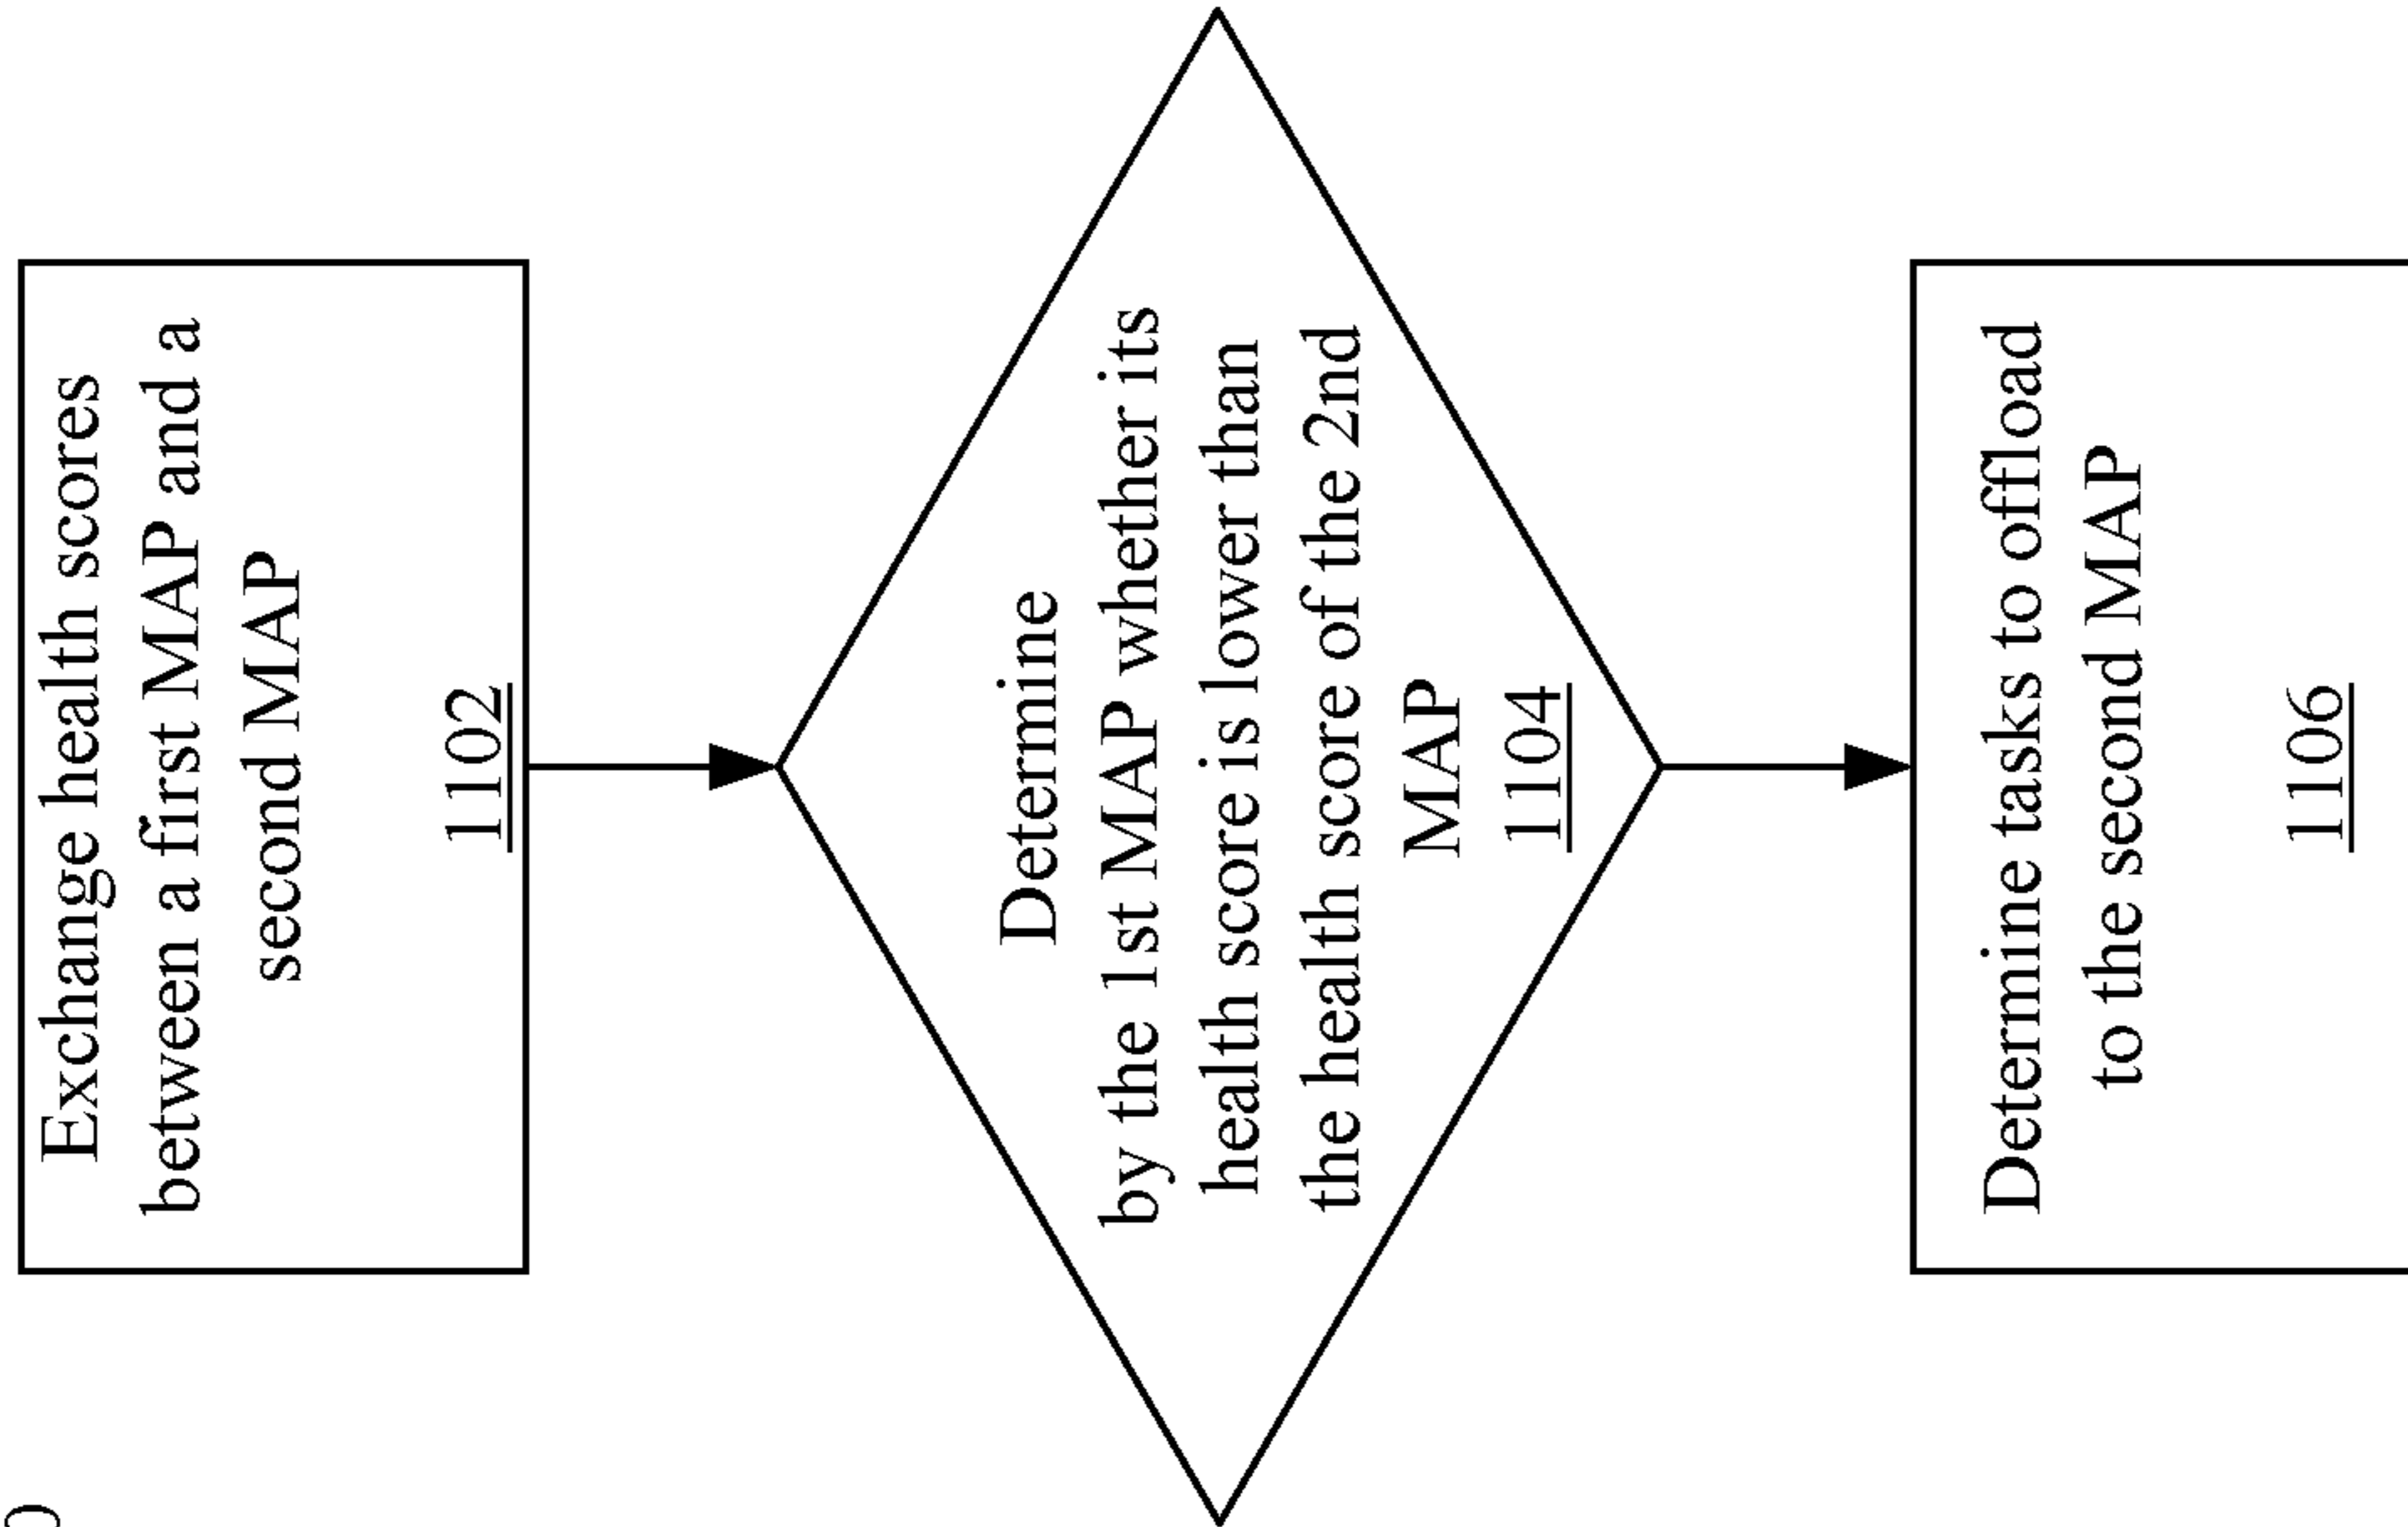 Exchange health scores
between a first MAP and a
second MAP
1102
Determine
by the 1st MAP whether its
health score is lower than
the health score of the 2nd
MAP
1104
Determine tasks to offload
to the second MAP
1106